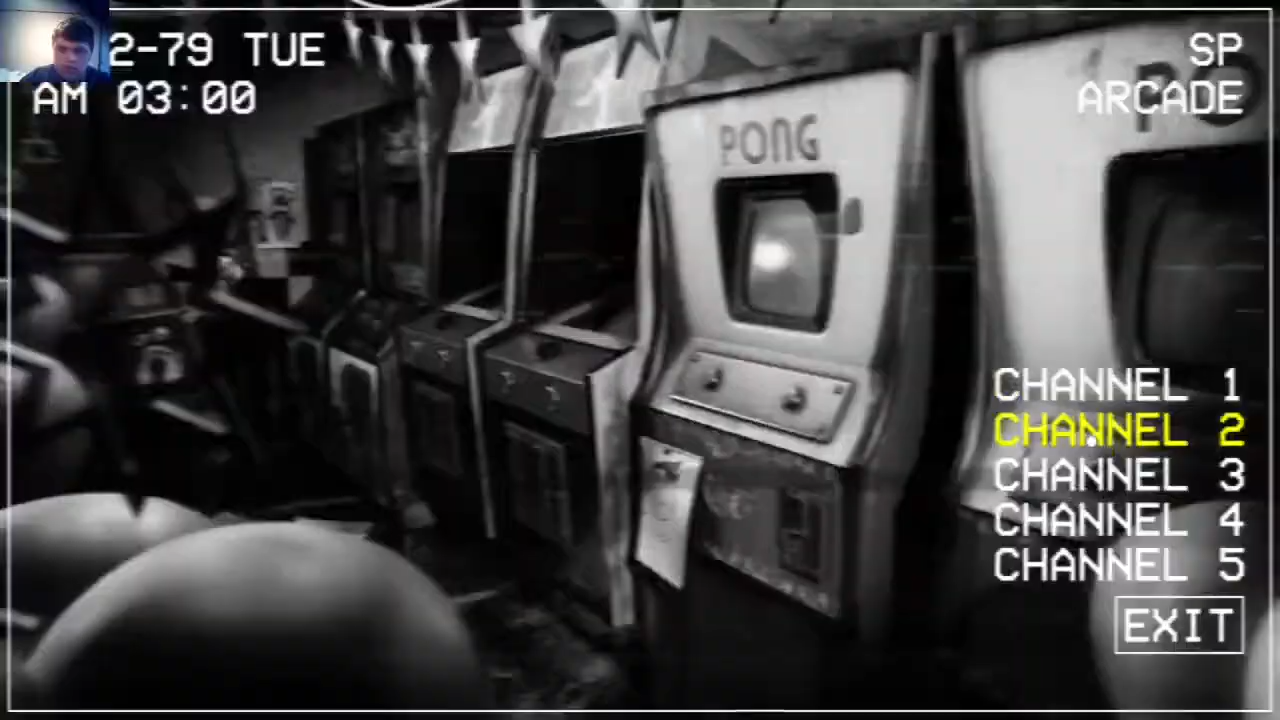 2-79 TUE
AM 03:00
SP
ARCADE
PONG
PO
CHANNEL 1
CHANNEL 2
CHANNEL 3
CHANNEL 4
CHANNEL 5
EXIT